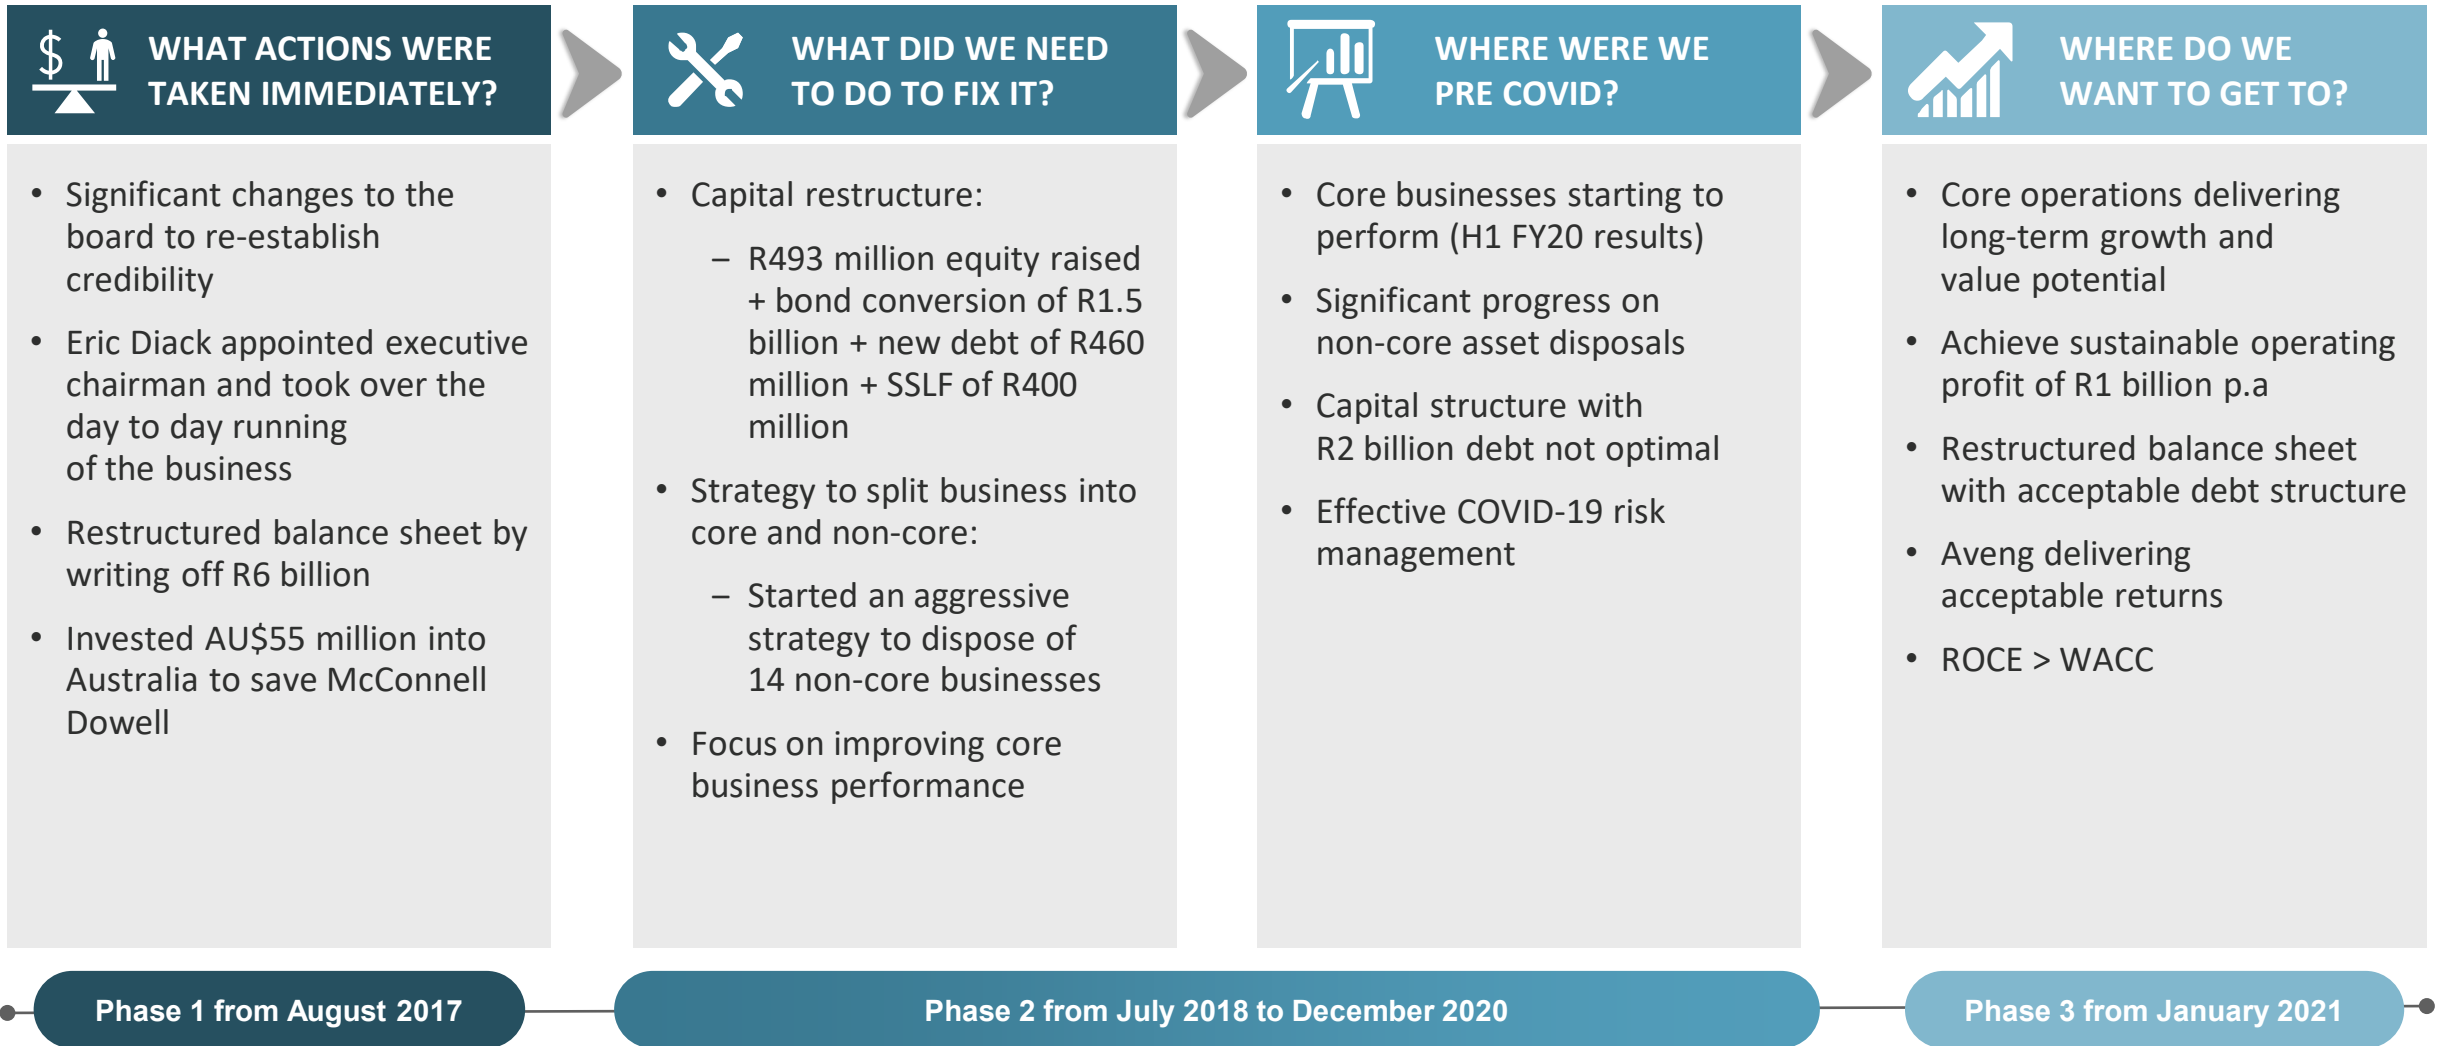 $
WHAT ACTIONS WERE
TAKEN IMMEDIATELY?
• Significant changes to the
board to re-establish
credibility
• Eric Diack appointed executive
chairman and took over the
day to day running
of the business
• Restructured balance sheet by
writing off R6 billion
• Invested AU$55 million into
Australia to save McConnell
Dowell
WHAT DID WE NEED
TO DO TO FIX IT?
• Capital restructure:
– R493 million equity raised
+ bond conversion of R1.5
billion + new debt of R460
million + SSLF of R400
million
• Strategy to split business into
core and non-core:
– Started an aggressive
strategy to dispose of
14 non-core businesses
• Focus on improving core
business performance
WHERE WERE WE
PRE COVID?
• Core businesses starting to
perform (H1 FY20 results)
• Significant progress on
non-core asset disposals
• Capital structure with
R2 billion debt not optimal
• Effective COVID-19 risk
management
WHERE DO WE
WANT TO GET TO?
• Core operations delivering
long-term growth and
value potential
• Achieve sustainable operating
profit of R1 billion p.a
• Restructured balance sheet
with acceptable debt structure
• Aveng delivering
acceptable returns
• ROCE > WACC
Phase 1 from August 2017
Phase 2 from July 2018 to December 2020
Phase 3 from January 2021